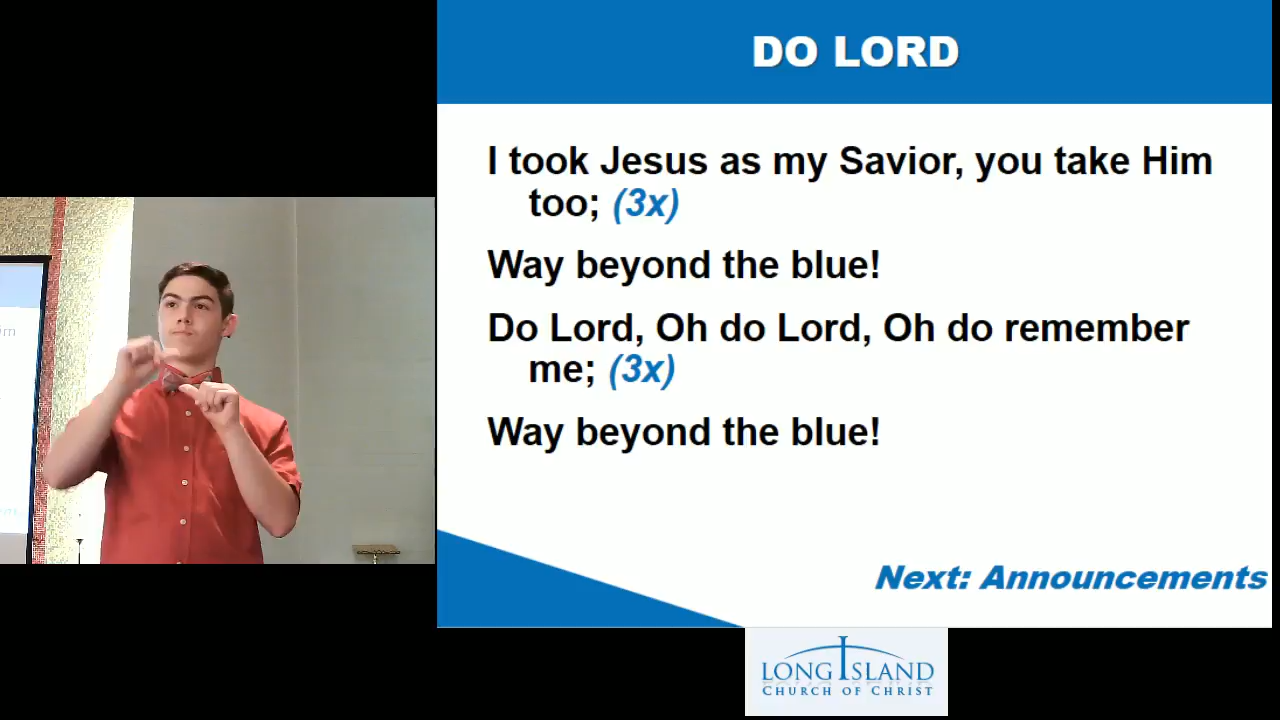 DO LORD
I took Jesus as my Savior, you take Him
too; (3x)
Way beyond the blue!
Do Lord, Oh do Lord, Oh do remember
me; (3x)
Way beyond the blue!
Next: Announcements
LONG ISLAND
CHURCH OF CHRIST